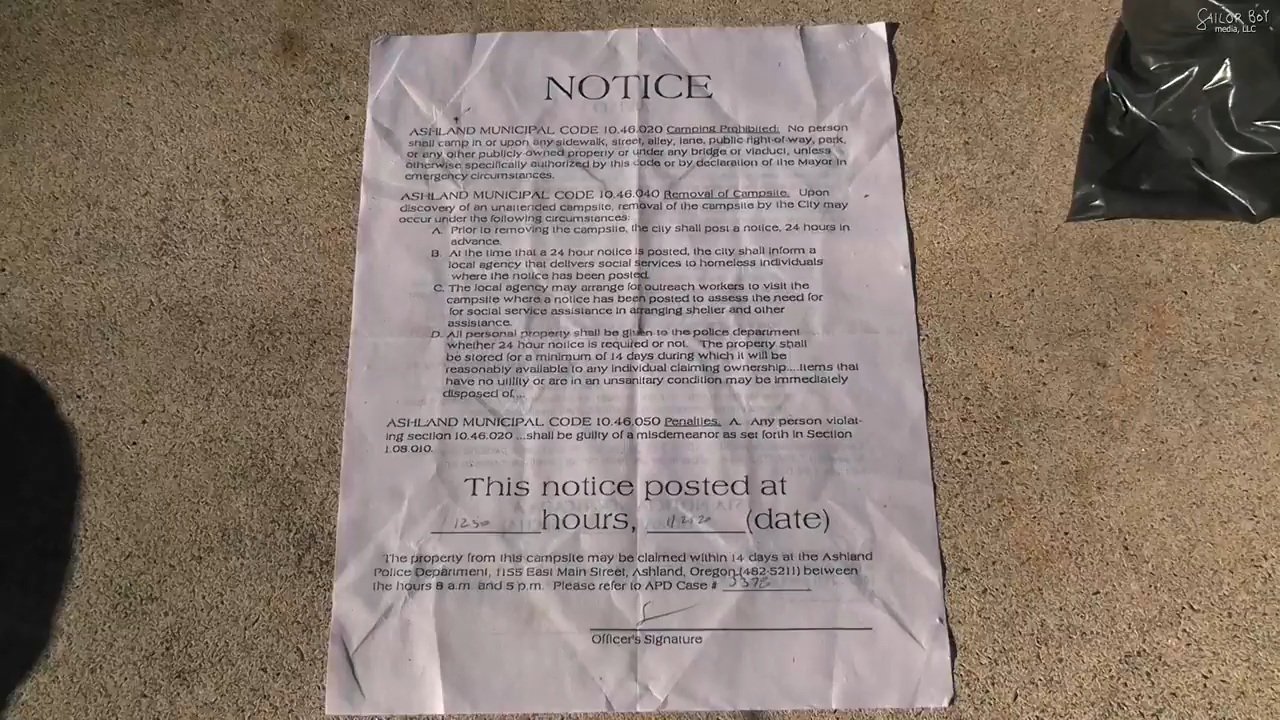 SAILOR BOY
media, LLC
NOTICE
ASHLAND MUNICIPAL CODE 10.46.020 Camping Prohibited. No person
shall camp in or upon any sidewalk, street, alley, lane, public right-of-way, park,
or any other publicly-owned property or under any bridge or viaduct, unless
otherwise specifically authorized by this code or by declaration of the Mayor in
emergency circumstances.
ASHLAND MUNICIPAL CODE 10.46.040 Removal of Campsite. Upon
discovery of an unattended campsite, removal of the campsite by the City may
occur under the following circumstances:
A. Prior to removing the campsite, the city shall post a notice, 24 hours in
advance.
B. At the time that a 24 hour notice is posted, the city shall inform a
local agency that delivers social services to homeless individuals
where the notice has been posted.
C. The local agency may arrange for outreach workers to visit the
campsite where a notice has been posted to assess the need for
for social service assistance in arranging shelter and other
assistance.
D. All personal property shall be given to the police department
whether 24 hour notice is required or not. The property shall
be stored for a minimum of 14 days during which it will be
reasonably available to any individual claiming ownership....Items that
have no utility or are in an unsanitary condition may be immediately
disposed of....
ASHLAND MUNICIPAL CODE 10.46.050 Penalties. A. Any person violat-
ing section 10.46.020 ...shall be guilty of a misdemeanor as set forth in Section
1.08.010.
This notice posted at
1250 hours, (date)
The property from this campsite may be claimed within 14 days at the Ashland
Police Department, 1155 East Main Street, Ashland, Oregon (482-5211) between
the hours 8 a.m. and 5 p.m. Please refer to APD Case #
Officer's Signature